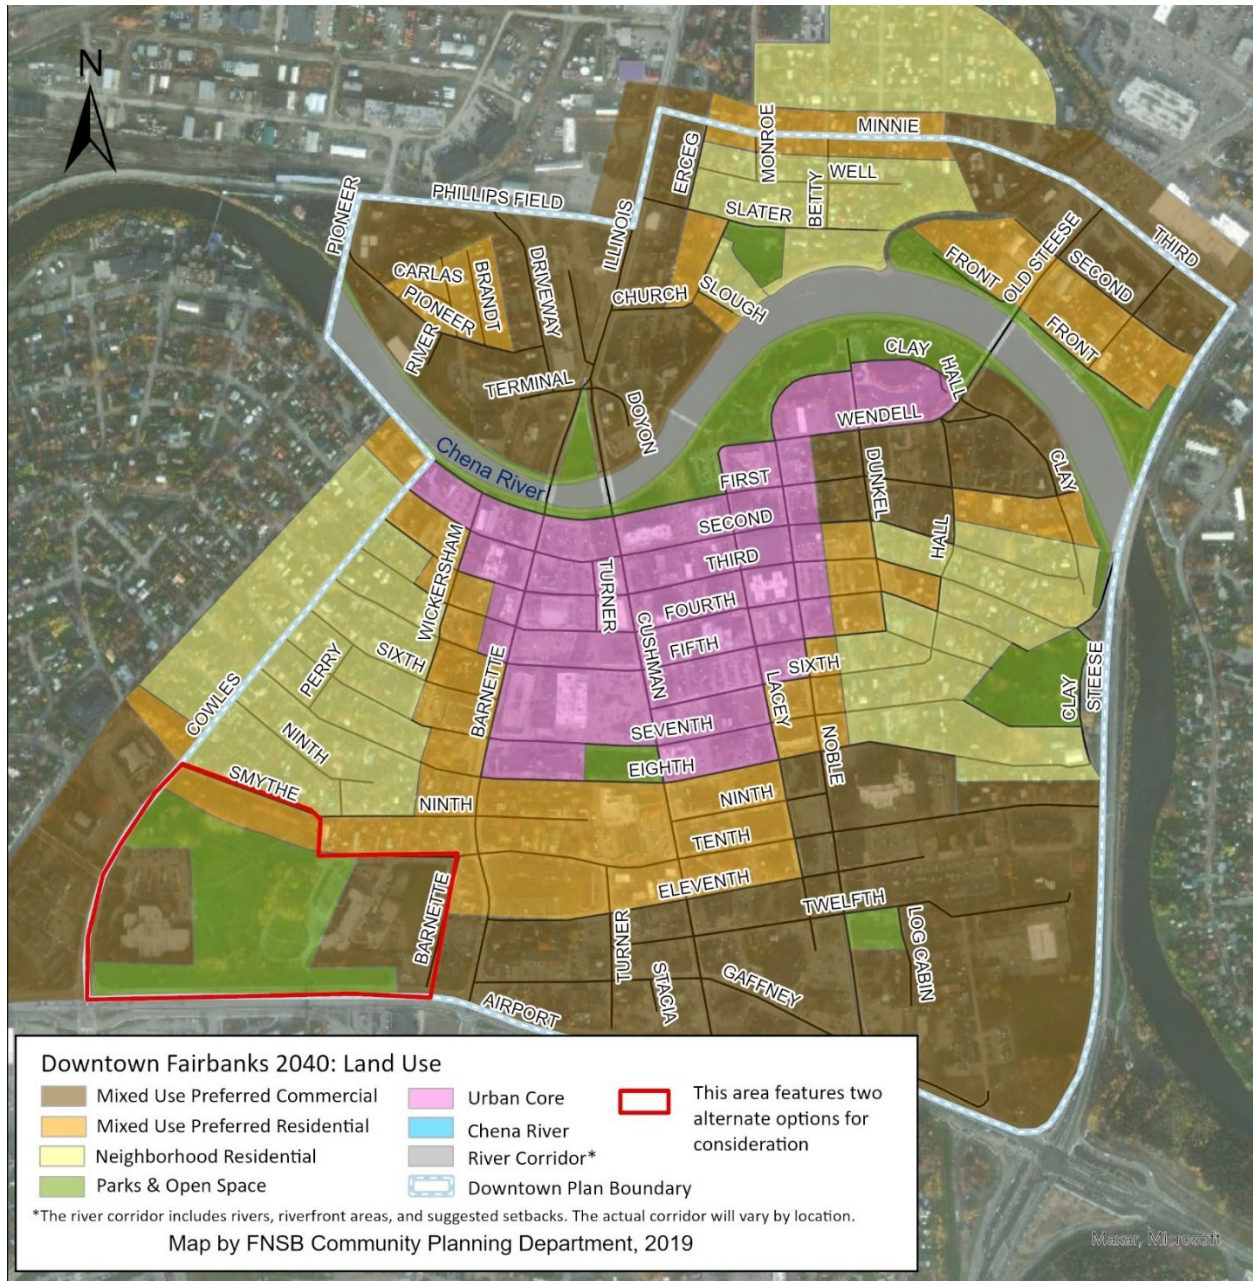 N
MINNIE
MONROE
ERCEG
WELL
BETTY
SLATER
PHILLIPS FIELD
PIONEER
ILLINOIS
DRIVEWAY
CARLAS
BRANDT
PIONEER
RIVER
CHURCH
SLOUGH
FRONT
OLD STEESE
SECOND
THIRD
FRONT
TERMINAL
DOYON
CLAY
HALL
WENDELL
Chena River
FIRST
DUNKEL
CLAY
SECOND
HALL
WICKERSHAM
TURNER
THIRD
FOURTH
CUSHMAN
FIFTH
SIXTH
PERRY
SIXTH
LACEY
BARNETTE
CLAY
STEESE
COWLES
NINTH
SEVENTH
NOBLE
EIGHTH
SMYTHE
NINTH
NINTH
TENTH
ELEVENTH
BARNETTE
TWELFTH
TURNER
LOG CABIN
STACIA
GAFFNEY
AIRPORT
Downtown Fairbanks 2040: Land Use
Mixed Use Preferred Commercial
Mixed Use Preferred Residential
Neighborhood Residential
Parks & Open Space
Urban Core
Chena River
River Corridor*
Downtown Plan Boundary
This area features two
alternate options for
consideration
*The river corridor includes rivers, riverfront areas, and suggested setbacks. The actual corridor will vary by location.
Map by FNSB Community Planning Department, 2019
Maxar, Microsoft